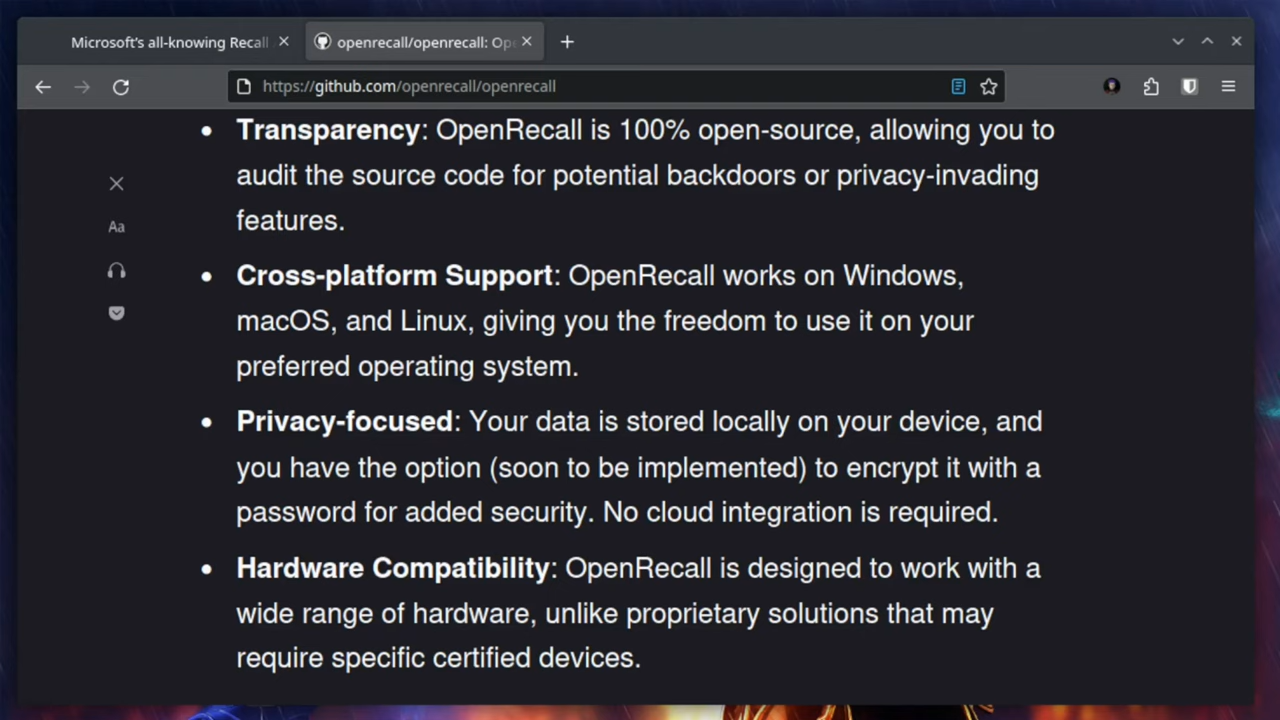 Microsoft's all-knowing Recall
openrecall/openrecall: Op
https://github.com/openrecall/openrecall
• Transparency: OpenRecall is 100% open-source, allowing you to
audit the source code for potential backdoors or privacy-invading
features.
Aa
• Cross-platform Support: OpenRecall works on Windows,
macOS, and Linux, giving you the freedom to use it on your
preferred operating system.
• Privacy-focused: Your data is stored locally on your device, and
you have the option (soon to be implemented) to encrypt it with a
password for added security. No cloud integration is required.
• Hardware Compatibility: OpenRecall is designed to work with a
wide range of hardware, unlike proprietary solutions that may
require specific certified devices.